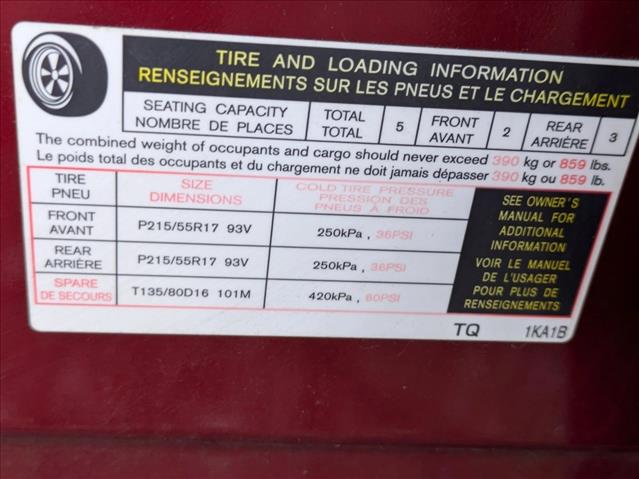 TIRE AND LOADING INFORMATION
RENSEIGNEMENTS SUR LES PNEUS ET LE CHARGEMENT
SEATING CAPACITY TOTAL 5 FRONT 2 REAR 3
NOMBRE DE PLACES TOTAL AVANT ARRIÈRE
The combined weight of occupants and cargo should never exceed 390 kg or 859 lbs.
Le poids total des occupants et du chargement ne doit jamais dépasser 390 kg ou 859 lb.
TIRE SIZE COLD TIRE PRESSURE
PNEU DIMENSIONS PRESSION DES
PNEUS À FROID
FRONT
AVANT P215/55R17 93V 250kPa , 36PSI
REAR
ARRIÈRE P215/55R17 93V 250kPa , 36PSI
SPARE
DE SECOURS T135/80D16 101M 420kPa , 60PSI
SEE OWNER'S
MANUAL FOR
ADDITIONAL
INFORMATION
VOIR LE MANUEL
DE L'USAGER
POUR PLUS DE
RENSEIGNEMENTS
TQ 1KA1B